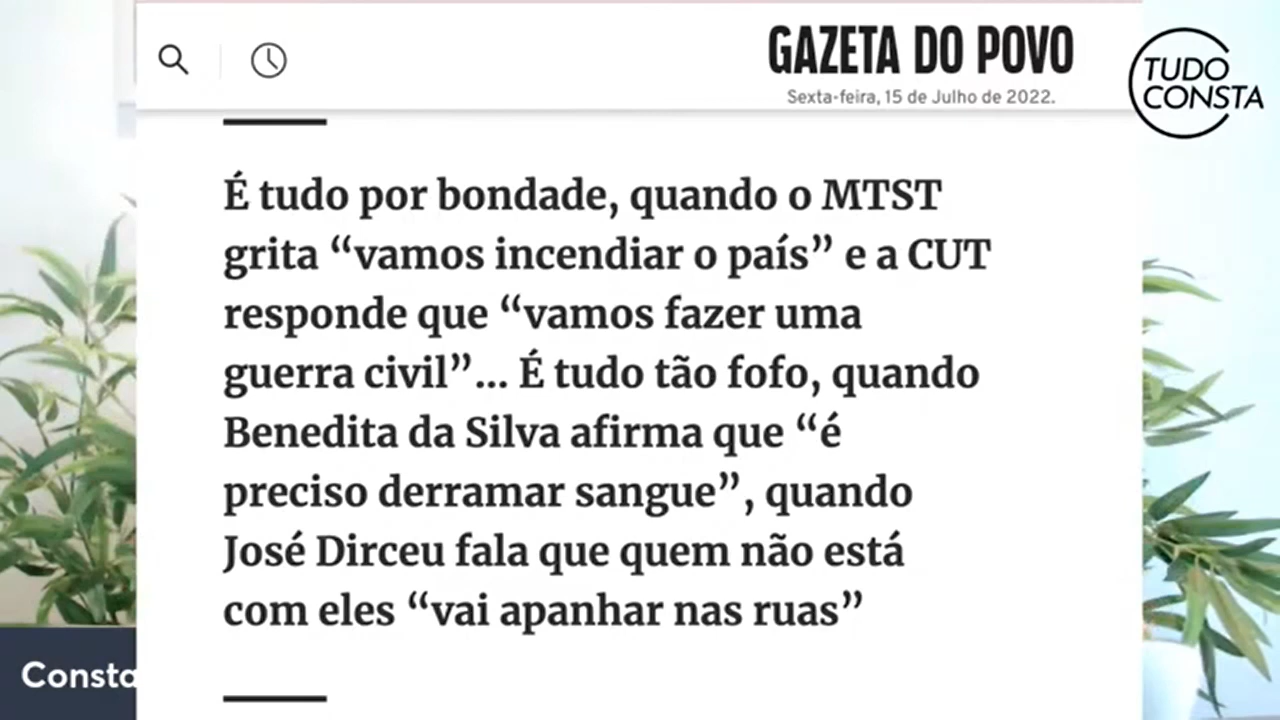 GAZETA DO POVO
Sexta-feira, 15 de Julho de 2022.
TUDO
CONSTA
É tudo por bondade, quando o MTST
grita “vamos incendiar o país” e a CUT
responde que “vamos fazer uma
guerra civil”... É tudo tão fofo, quando
Benedita da Silva afirma que “é
preciso derramar sangue”, quando
José Dirceu fala que quem não está
com eles “vai apanhar nas ruas”
Consta